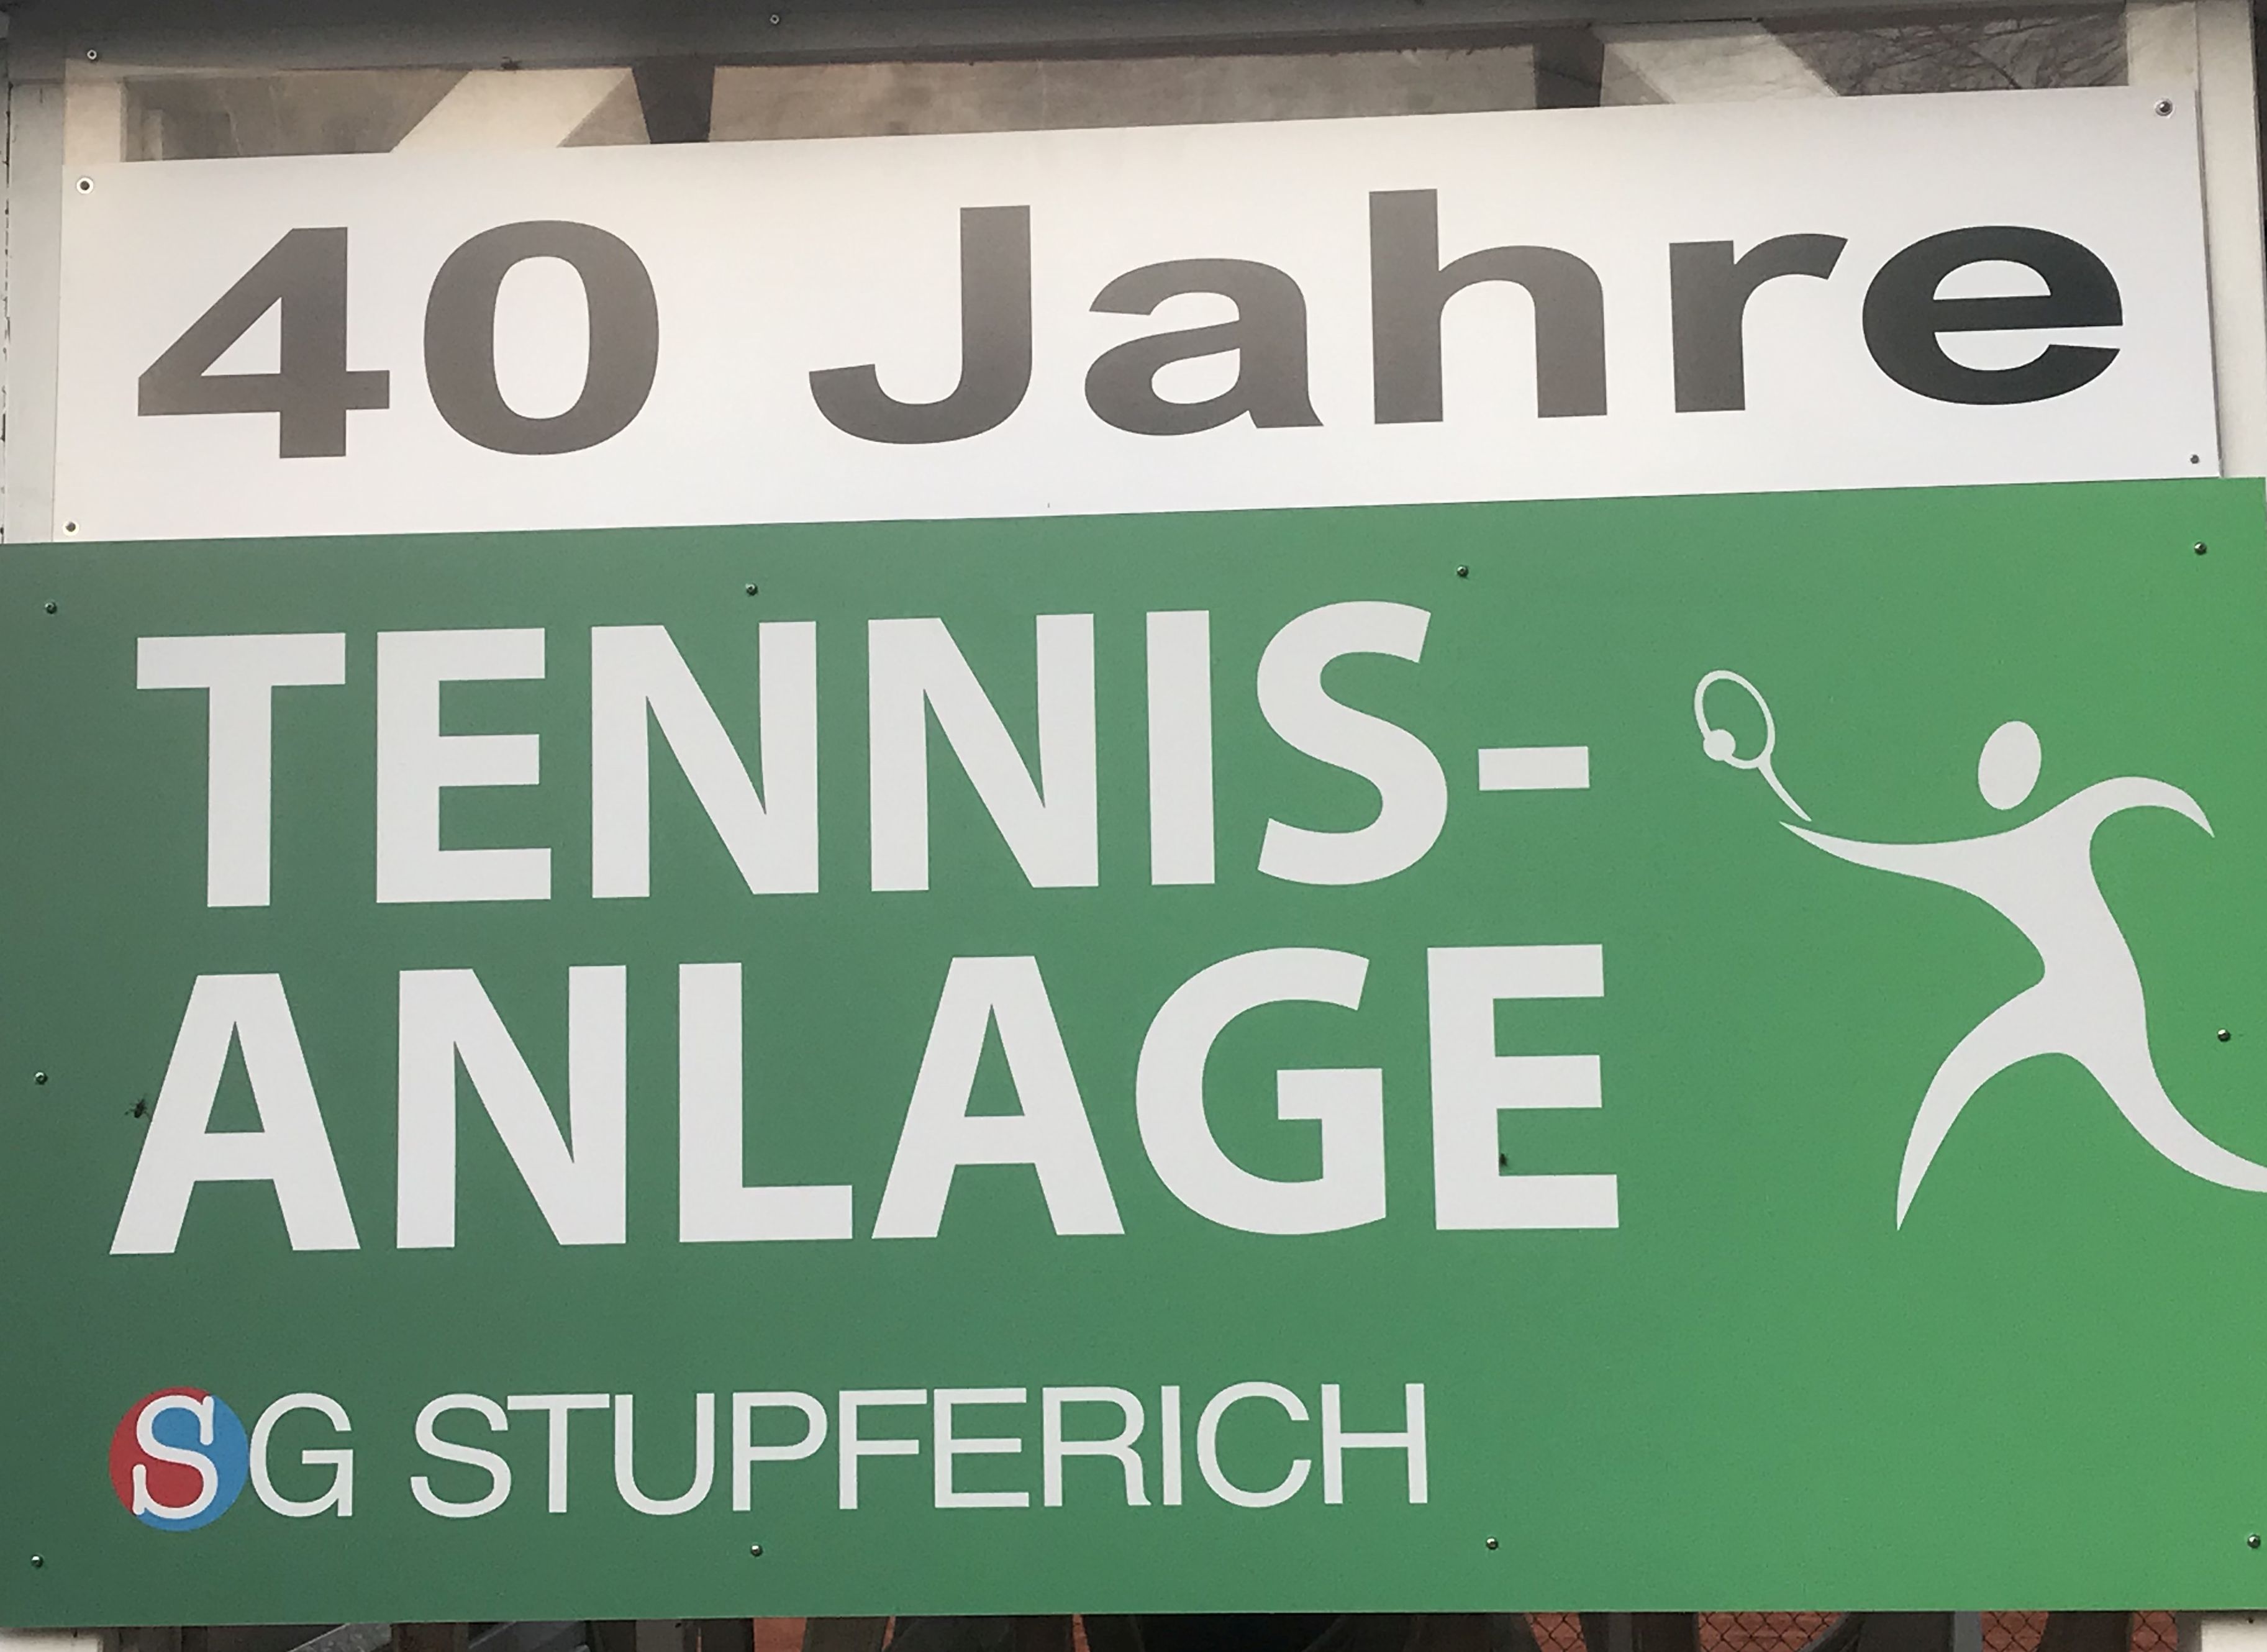 40 Jahre
TENNIS-
ANLAGE
SG STUPFERICH